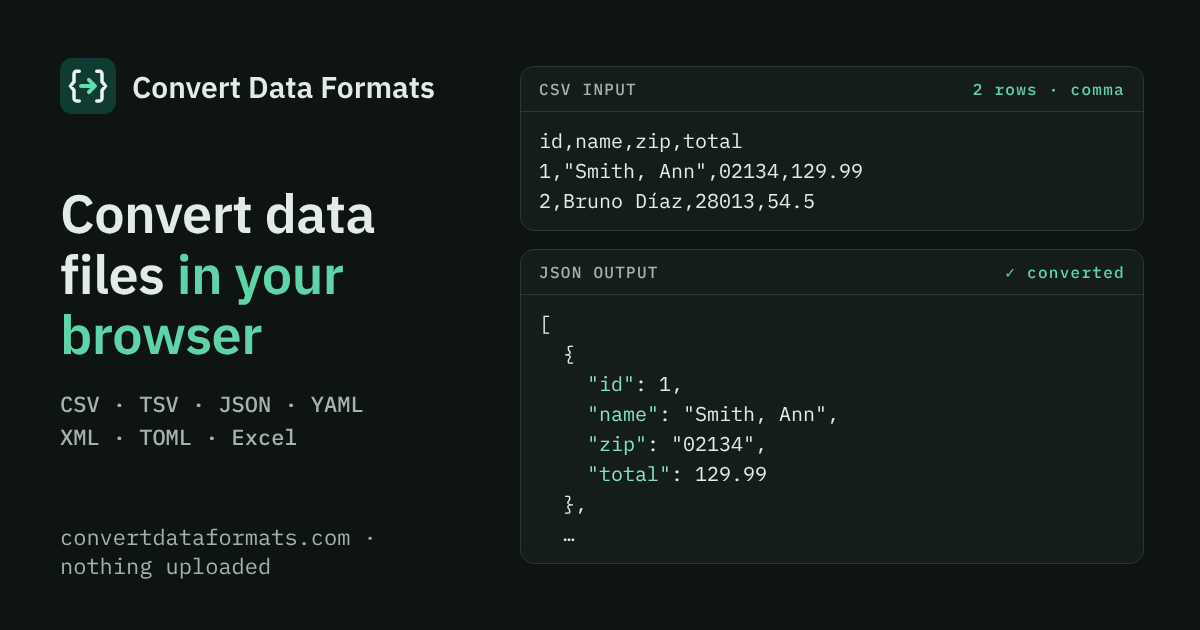 {→} Convert Data Formats
Convert data
files in your
browser
CSV · TSV · JSON · YAML
XML · TOML · Excel
convertdataformats.com ·
nothing uploaded
CSV INPUT
2 rows · comma
id,name,zip,total
1,"Smith, Ann",02134,129.99
2,Bruno Díaz,28013,54.5
JSON OUTPUT
✓ converted
[
  {
    "id": 1,
    "name": "Smith, Ann",
    "zip": "02134",
    "total": 129.99
  },
  …